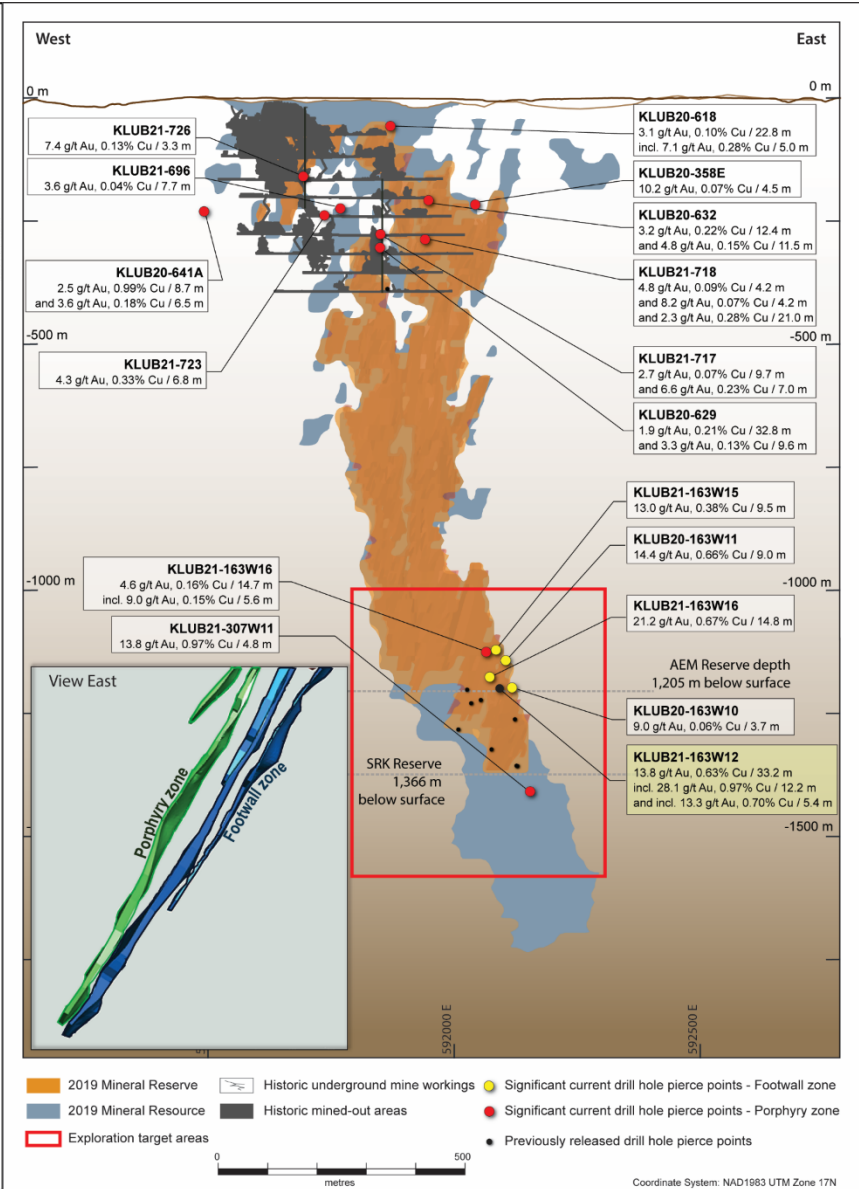 West
East
0 m
0 m
KLUB21-726
7.4 g/t Au, 0.13% Cu / 3.3 m
KLUB21-696
3.6 g/t Au, 0.04% Cu / 7.7 m
KLUB20-641A
2.5 g/t Au, 0.99% Cu / 8.7 m
and 3.6 g/t Au, 0.18% Cu / 6.5 m
KLUB21-723
4.3 g/t Au, 0.33% Cu / 6.8 m
KLUB20-618
3.1 g/t Au, 0.10% Cu / 22.8 m
incl. 7.1 g/t Au, 0.28% Cu / 5.0 m
KLUB20-358E
10.2 g/t Au, 0.07% Cu / 4.5 m
KLUB20-632
3.2 g/t Au, 0.22% Cu / 12.4 m
and 4.8 g/t Au, 0.15% Cu / 11.5 m
KLUB21-718
4.8 g/t Au, 0.09% Cu / 4.2 m
and 8.2 g/t Au, 0.07% Cu / 4.2 m
and 2.3 g/t Au, 0.28% Cu / 21.0 m
-500 m
-500 m
KLUB21-717
2.7 g/t Au, 0.07% Cu / 9.7 m
and 6.6 g/t Au, 0.23% Cu / 7.0 m
KLUB20-629
1.9 g/t Au, 0.21% Cu / 32.8 m
and 3.3 g/t Au, 0.13% Cu / 9.6 m
KLUB21-163W15
13.0 g/t Au, 0.38% Cu / 9.5 m
KLUB20-163W11
14.4 g/t Au, 0.66% Cu / 9.0 m
-1000 m
-1000 m
KLUB21-163W16
4.6 g/t Au, 0.16% Cu / 14.7 m
incl. 9.0 g/t Au, 0.15% Cu / 5.6 m
KLUB21-307W11
13.8 g/t Au, 0.97% Cu / 4.8 m
KLUB21-163W16
21.2 g/t Au, 0.67% Cu / 14.8 m
AEM Reserve depth
1,205 m below surface
KLUB20-163W10
9.0 g/t Au, 0.06% Cu / 3.7 m
KLUB21-163W12
13.8 g/t Au, 0.63% Cu / 33.2 m
incl. 28.1 g/t Au, 0.97% Cu / 12.2 m
and incl. 13.3 g/t Au, 0.70% Cu / 5.4 m
SRK Reserve
1,366 m
below surface
-1500 m
View East
Porphyry zone
Footwall zone
592000 E
592500 E
2019 Mineral Reserve
2019 Mineral Resource
Exploration target areas
Historic underground mine workings
Historic mined-out areas
Significant current drill hole pierce points - Footwall zone
Significant current drill hole pierce points - Porphyry zone
Previously released drill hole pierce points
0
500
metres
Coordinate System: NAD1983 UTM Zone 17N